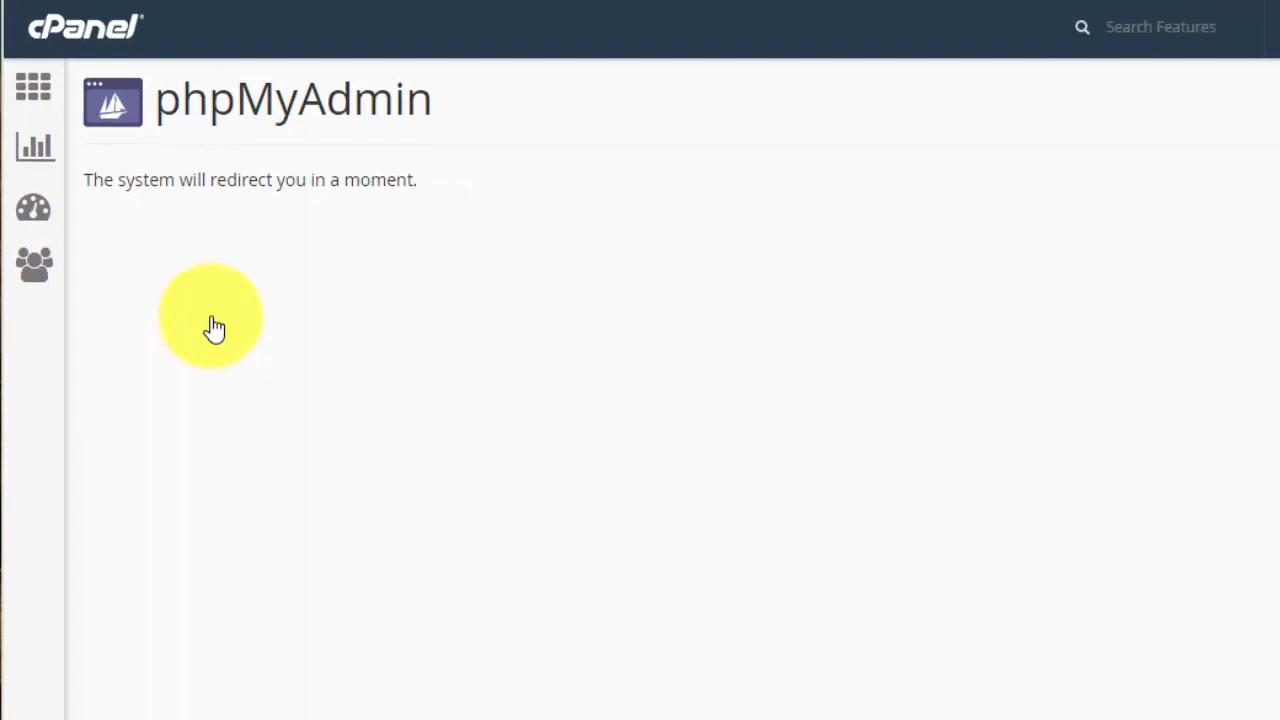 cPanel®
Search Features
phpMyAdmin
The system will redirect you in a moment.